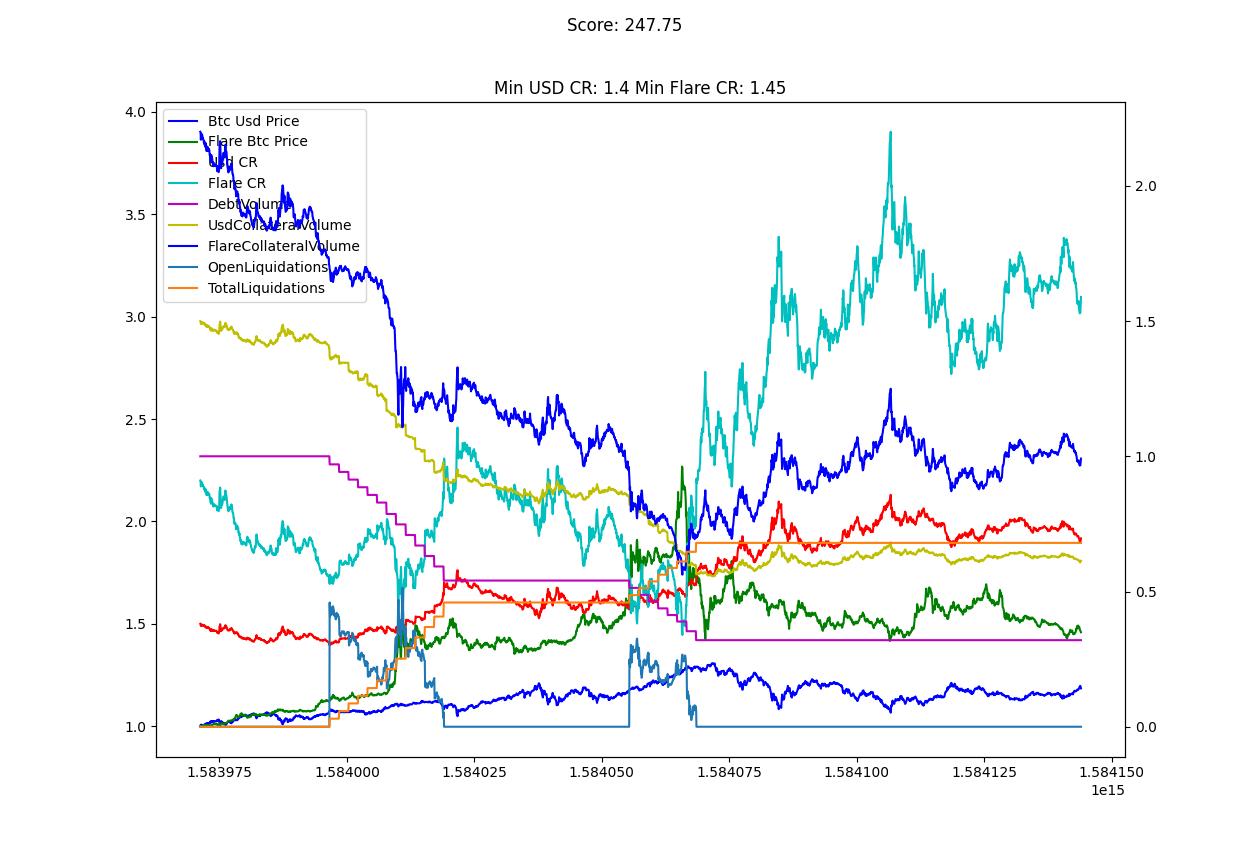 Score: 247.75
Min USD CR: 1.4 Min Flare CR: 1.45
4.0
3.5
3.0
2.5
2.0
1.5
1.0
Btc Usd Price
Flare Btc Price
Usd CR
Flare CR
DebtVolume
UsdCollateralVolume
FlareCollateralVolume
OpenLiquidations
TotalLiquidations
2.0
1.5
1.0
0.5
0.0
1.583975 1.584000 1.584025 1.584050 1.584075 1.584100 1.584125 1.584150
1e15